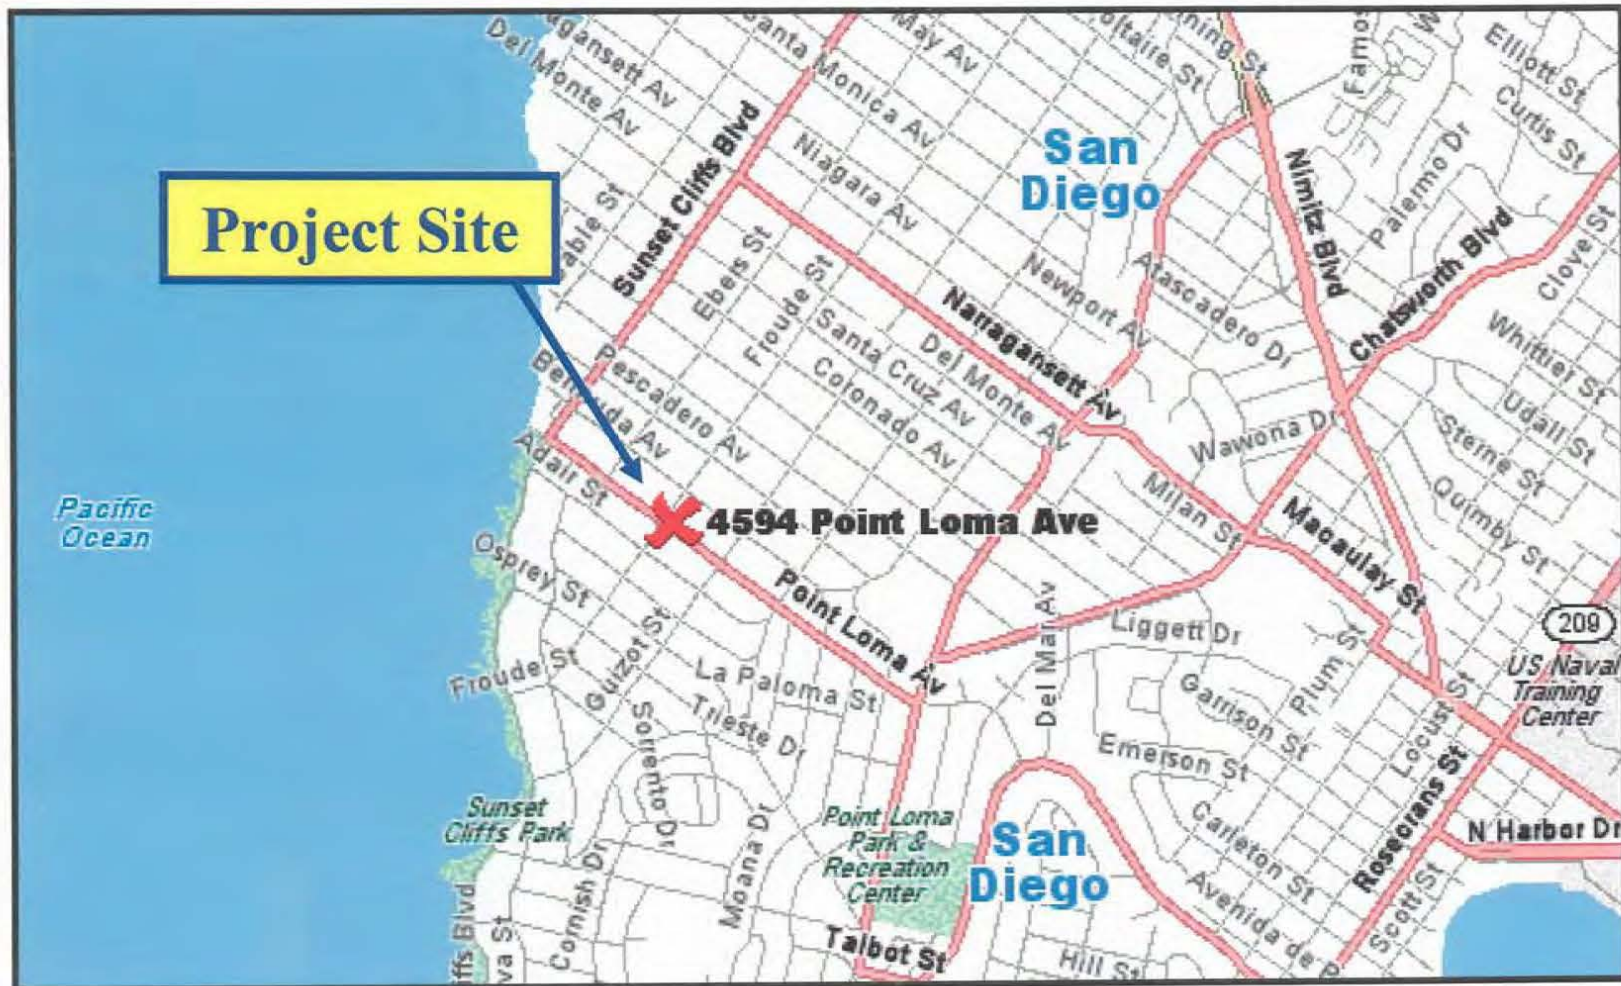 Del Monte Av
Santa Monica Av
May Av
Elliott St
Curtis St
San
Diego
Niagara Av
Sunset Cliffs Blvd
Nimitz Blvd
Palermo Dr
Project Site
Ebers St
Froude St
Newport Av
Atascadero Dr
Chatsworth Blvd
Clove St
Narragansett Av
Santa Cruz Av
Del Monte Av
Coronado Av
Whittier St
Udall St
Pescadero Av
Bermuda Av
Adair St
Wawona Dr
Sterne St
Quimby St
Milan St
Macaulay St
Pacific
Ocean
4594 Point Loma Ave
Osprey St
Point Loma Av
Del Mar Av
Liggett Dr
Plum St
209
US Naval
Training
Center
Froude St
Guizot St
La Paloma St
Trieste Dr
Sorrento Dr
Garrison St
Emerson St
Locust St
Rosecrans St
Sunset
Cliffs Park
Moana Dr
Cornish Dr
Point Loma
Park &
Recreation
Center
San
Diego
Carleton St
N Harbor Dr
Scott St
Avenida de P
Talbot St
Hill St